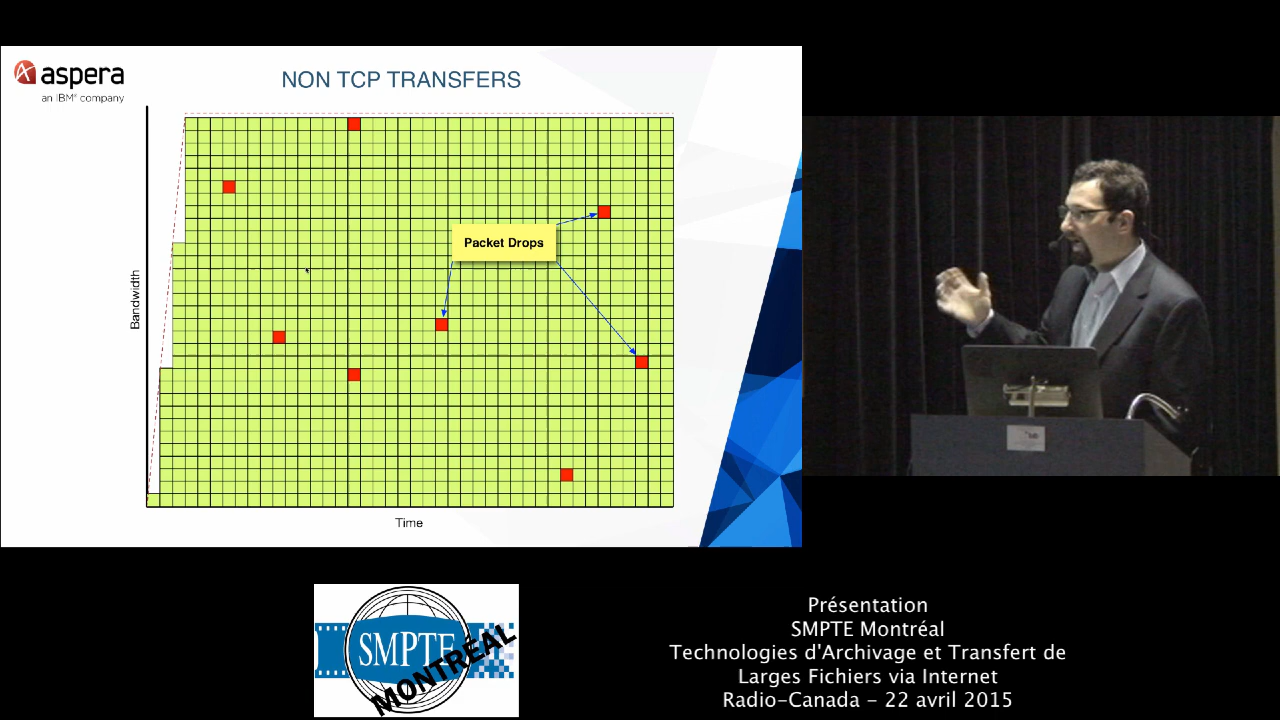 aspera
an IBM® company
NON TCP TRANSFERS
Packet Drops
Bandwidth
Time
SMPTE
MONTRÉAL
Présentation
SMPTE Montréal
Technologies d'Archivage et Transfert de
Larges Fichiers via Internet
Radio-Canada - 22 avril 2015